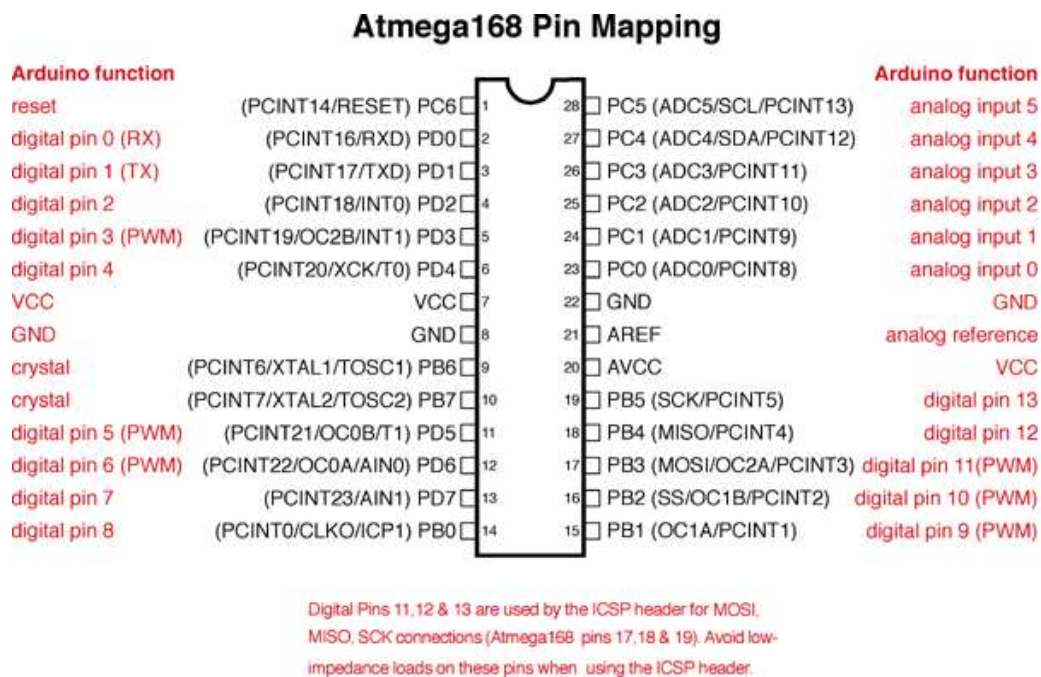 Atmega168 Pin Mapping
Arduino function Arduino function
reset (PCINT14/RESET) PC6 1 28 PC5 (ADC5/SCL/PCINT13) analog input 5
digital pin 0 (RX) (PCINT16/RXD) PD0 2 27 PC4 (ADC4/SDA/PCINT12) analog input 4
digital pin 1 (TX) (PCINT17/TXD) PD1 3 26 PC3 (ADC3/PCINT11) analog input 3
digital pin 2 (PCINT18/INT0) PD2 4 25 PC2 (ADC2/PCINT10) analog input 2
digital pin 3 (PWM) (PCINT19/OC2B/INT1) PD3 5 24 PC1 (ADC1/PCINT9) analog input 1
digital pin 4 (PCINT20/XCK/T0) PD4 6 23 PC0 (ADC0/PCINT8) analog input 0
VCC VCC 7 22 GND GND
GND GND 8 21 AREF analog reference
crystal (PCINT6/XTAL1/TOSC1) PB6 9 20 AVCC VCC
crystal (PCINT7/XTAL2/TOSC2) PB7 10 19 PB5 (SCK/PCINT5) digital pin 13
digital pin 5 (PWM) (PCINT21/OC0B/T1) PD5 11 18 PB4 (MISO/PCINT4) digital pin 12
digital pin 6 (PWM) (PCINT22/OC0A/AIN0) PD6 12 17 PB3 (MOSI/OC2A/PCINT3) digital pin 11(PWM)
digital pin 7 (PCINT23/AIN1) PD7 13 16 PB2 (SS/OC1B/PCINT2) digital pin 10 (PWM)
digital pin 8 (PCINT0/CLKO/ICP1) PB0 14 15 PB1 (OC1A/PCINT1) digital pin 9 (PWM)
Digital Pins 11,12 & 13 are used by the ICSP header for MOSI,
MISO, SCK connections (Atmega168 pins 17,18 & 19). Avoid low-
impedance loads on these pins when using the ICSP header.